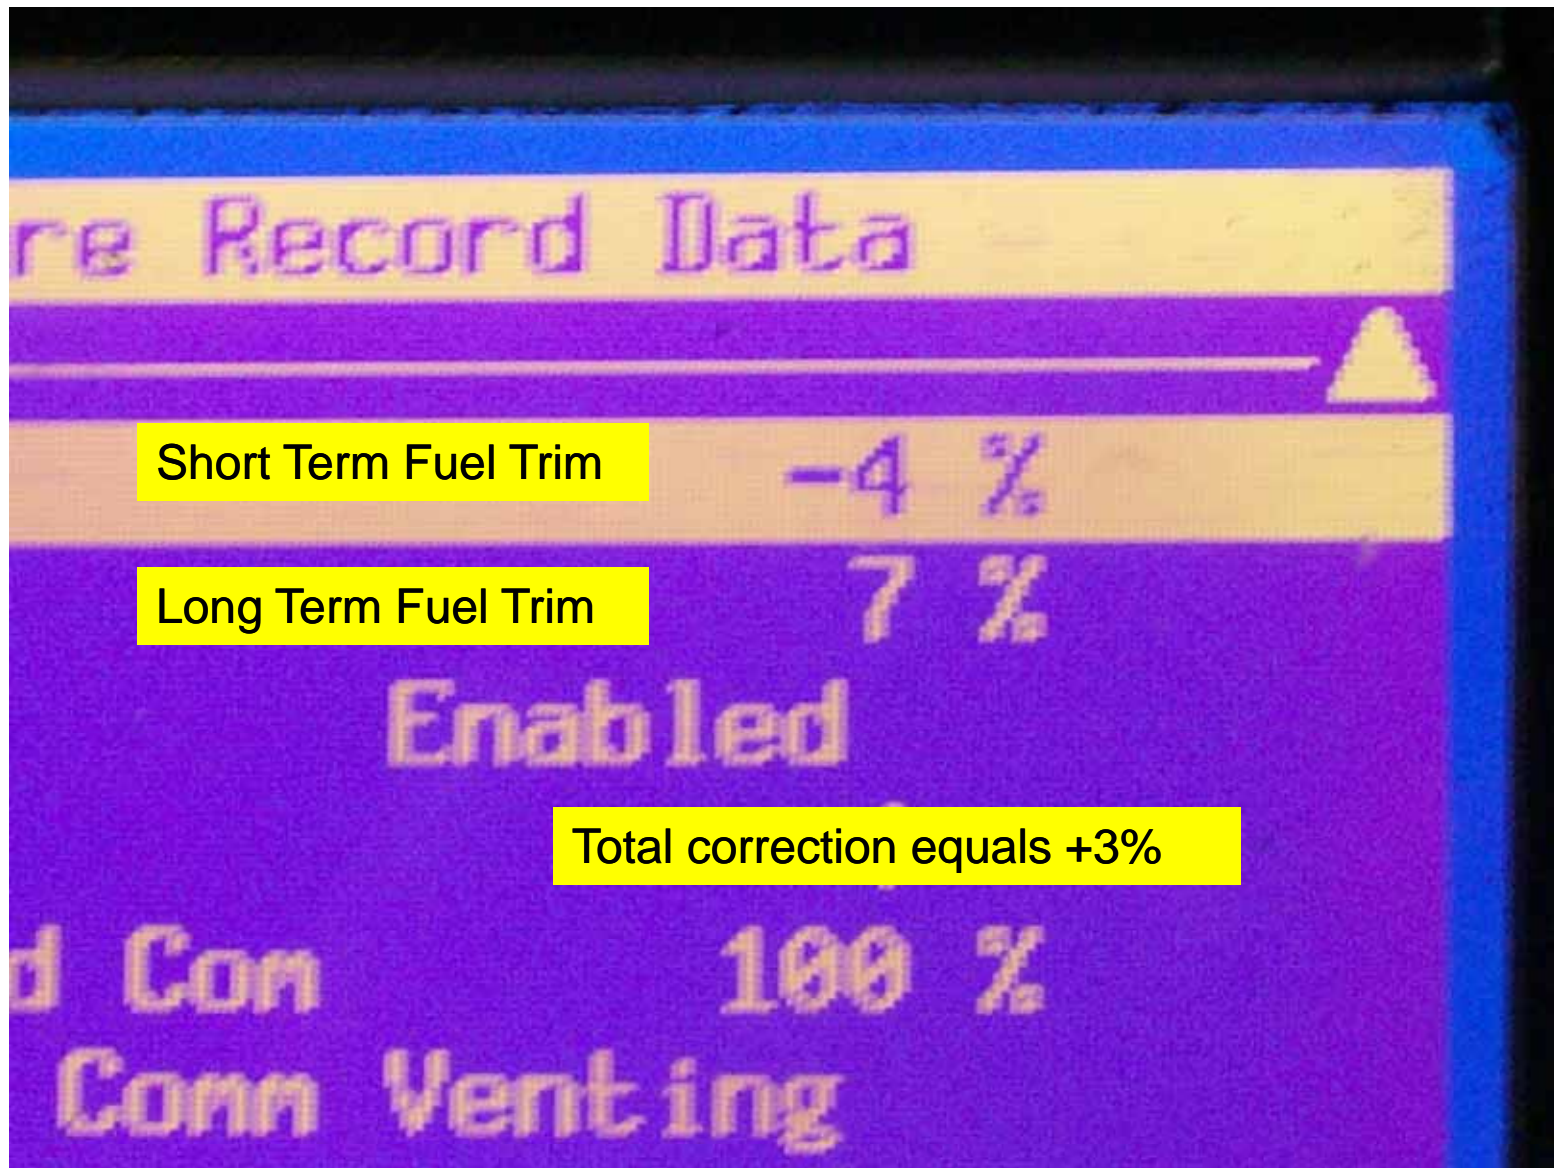 re Record Data
Short Term Fuel Trim -4 %
Long Term Fuel Trim 7 %
Enabled
Total correction equals +3%
d Com 100 %
Comm Venting